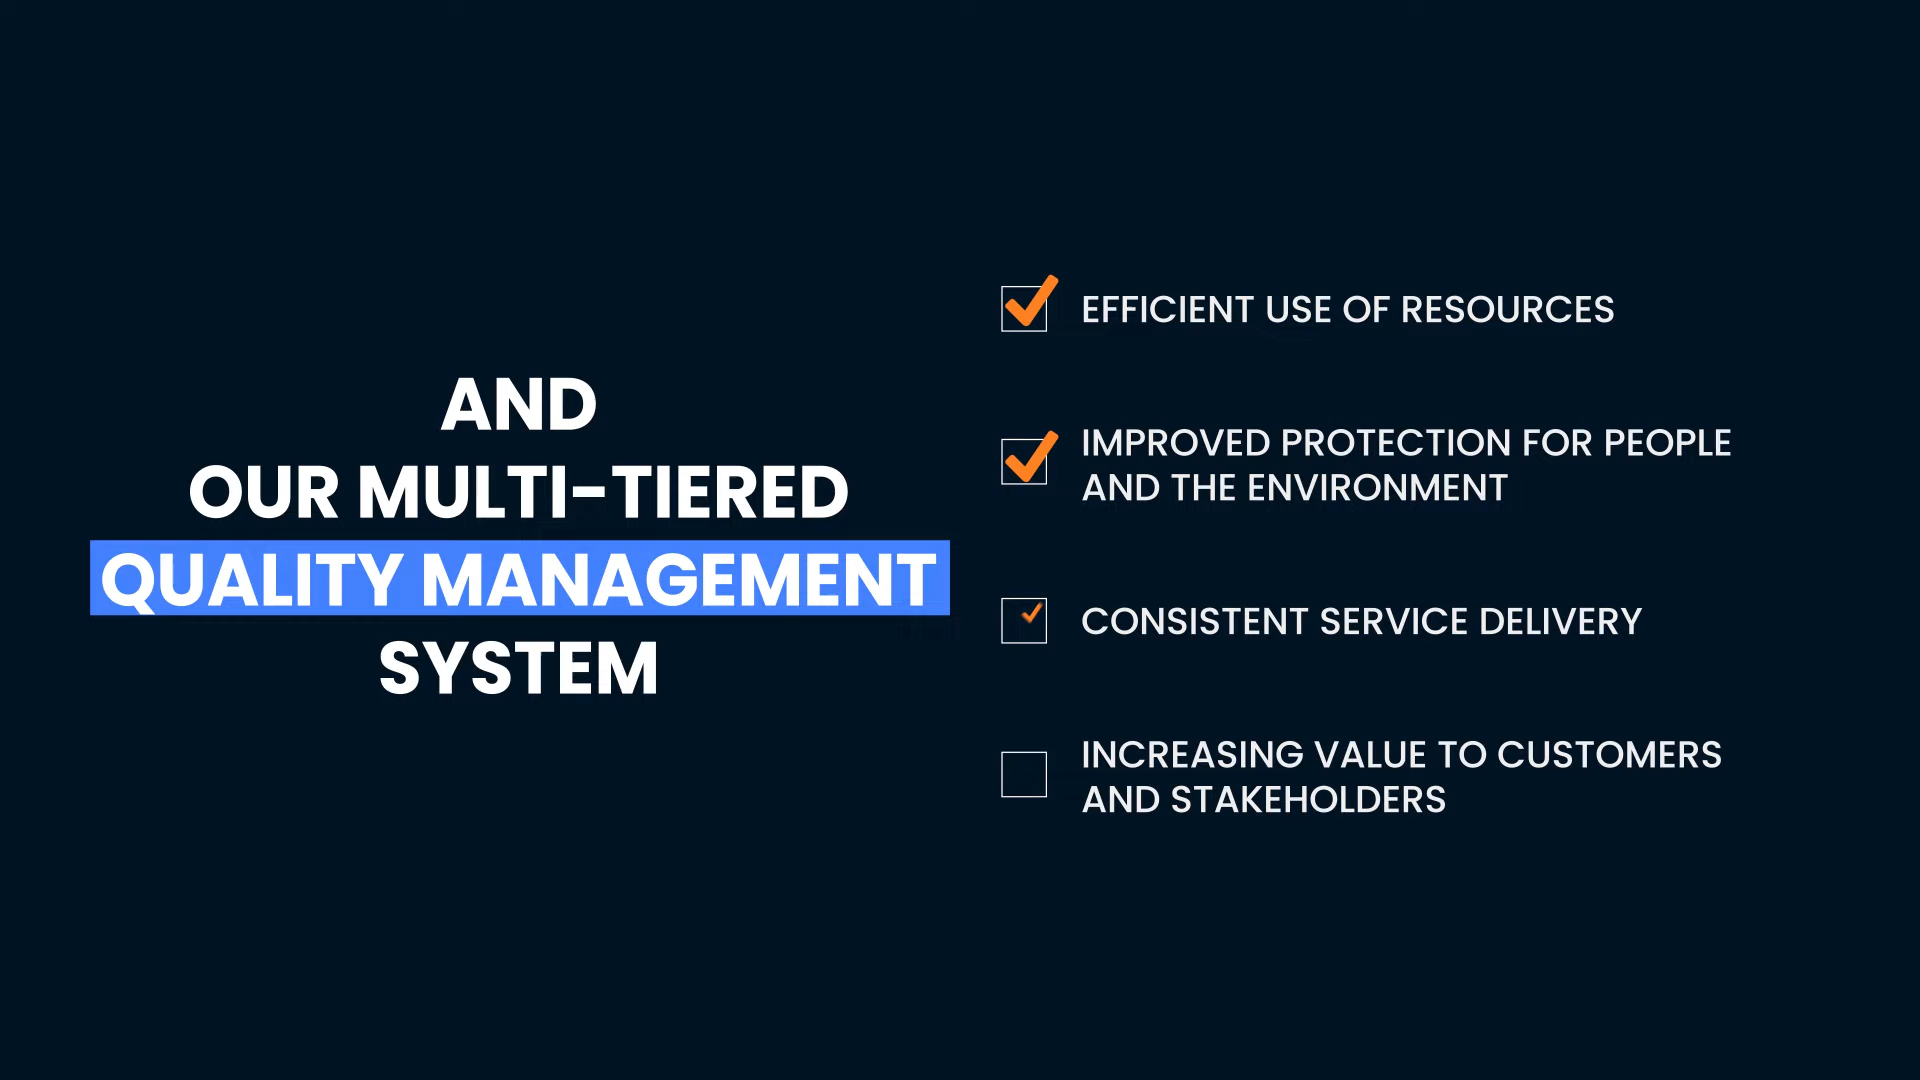 AND
OUR MULTI-TIERED
QUALITY MANAGEMENT
SYSTEM
EFFICIENT USE OF RESOURCES
IMPROVED PROTECTION FOR PEOPLE
AND THE ENVIRONMENT
CONSISTENT SERVICE DELIVERY
INCREASING VALUE TO CUSTOMERS
AND STAKEHOLDERS